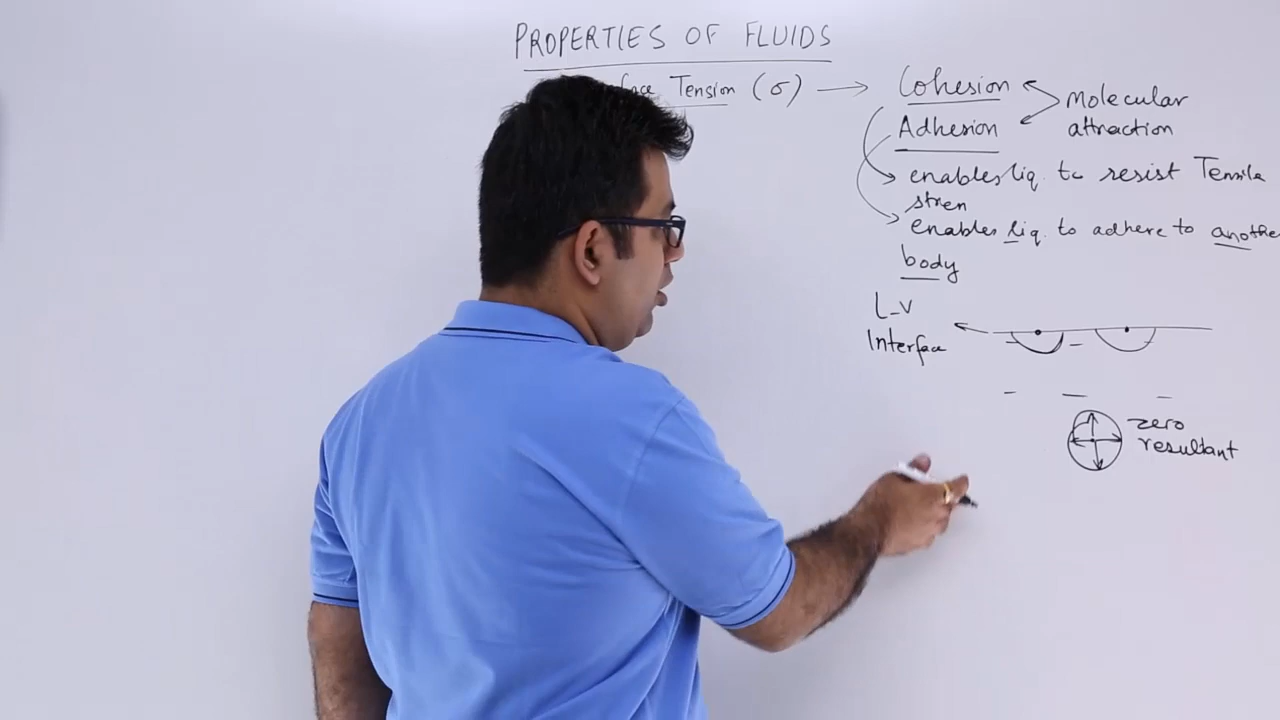 PROPERTIES OF FLUIDS
face Tension (σ) → Cohesion
Adhesion
Molecular
attraction
enables liq. to resist Tensile
stren
enables liq. to adhere to another
body
L-V
Interface
zero
resultant